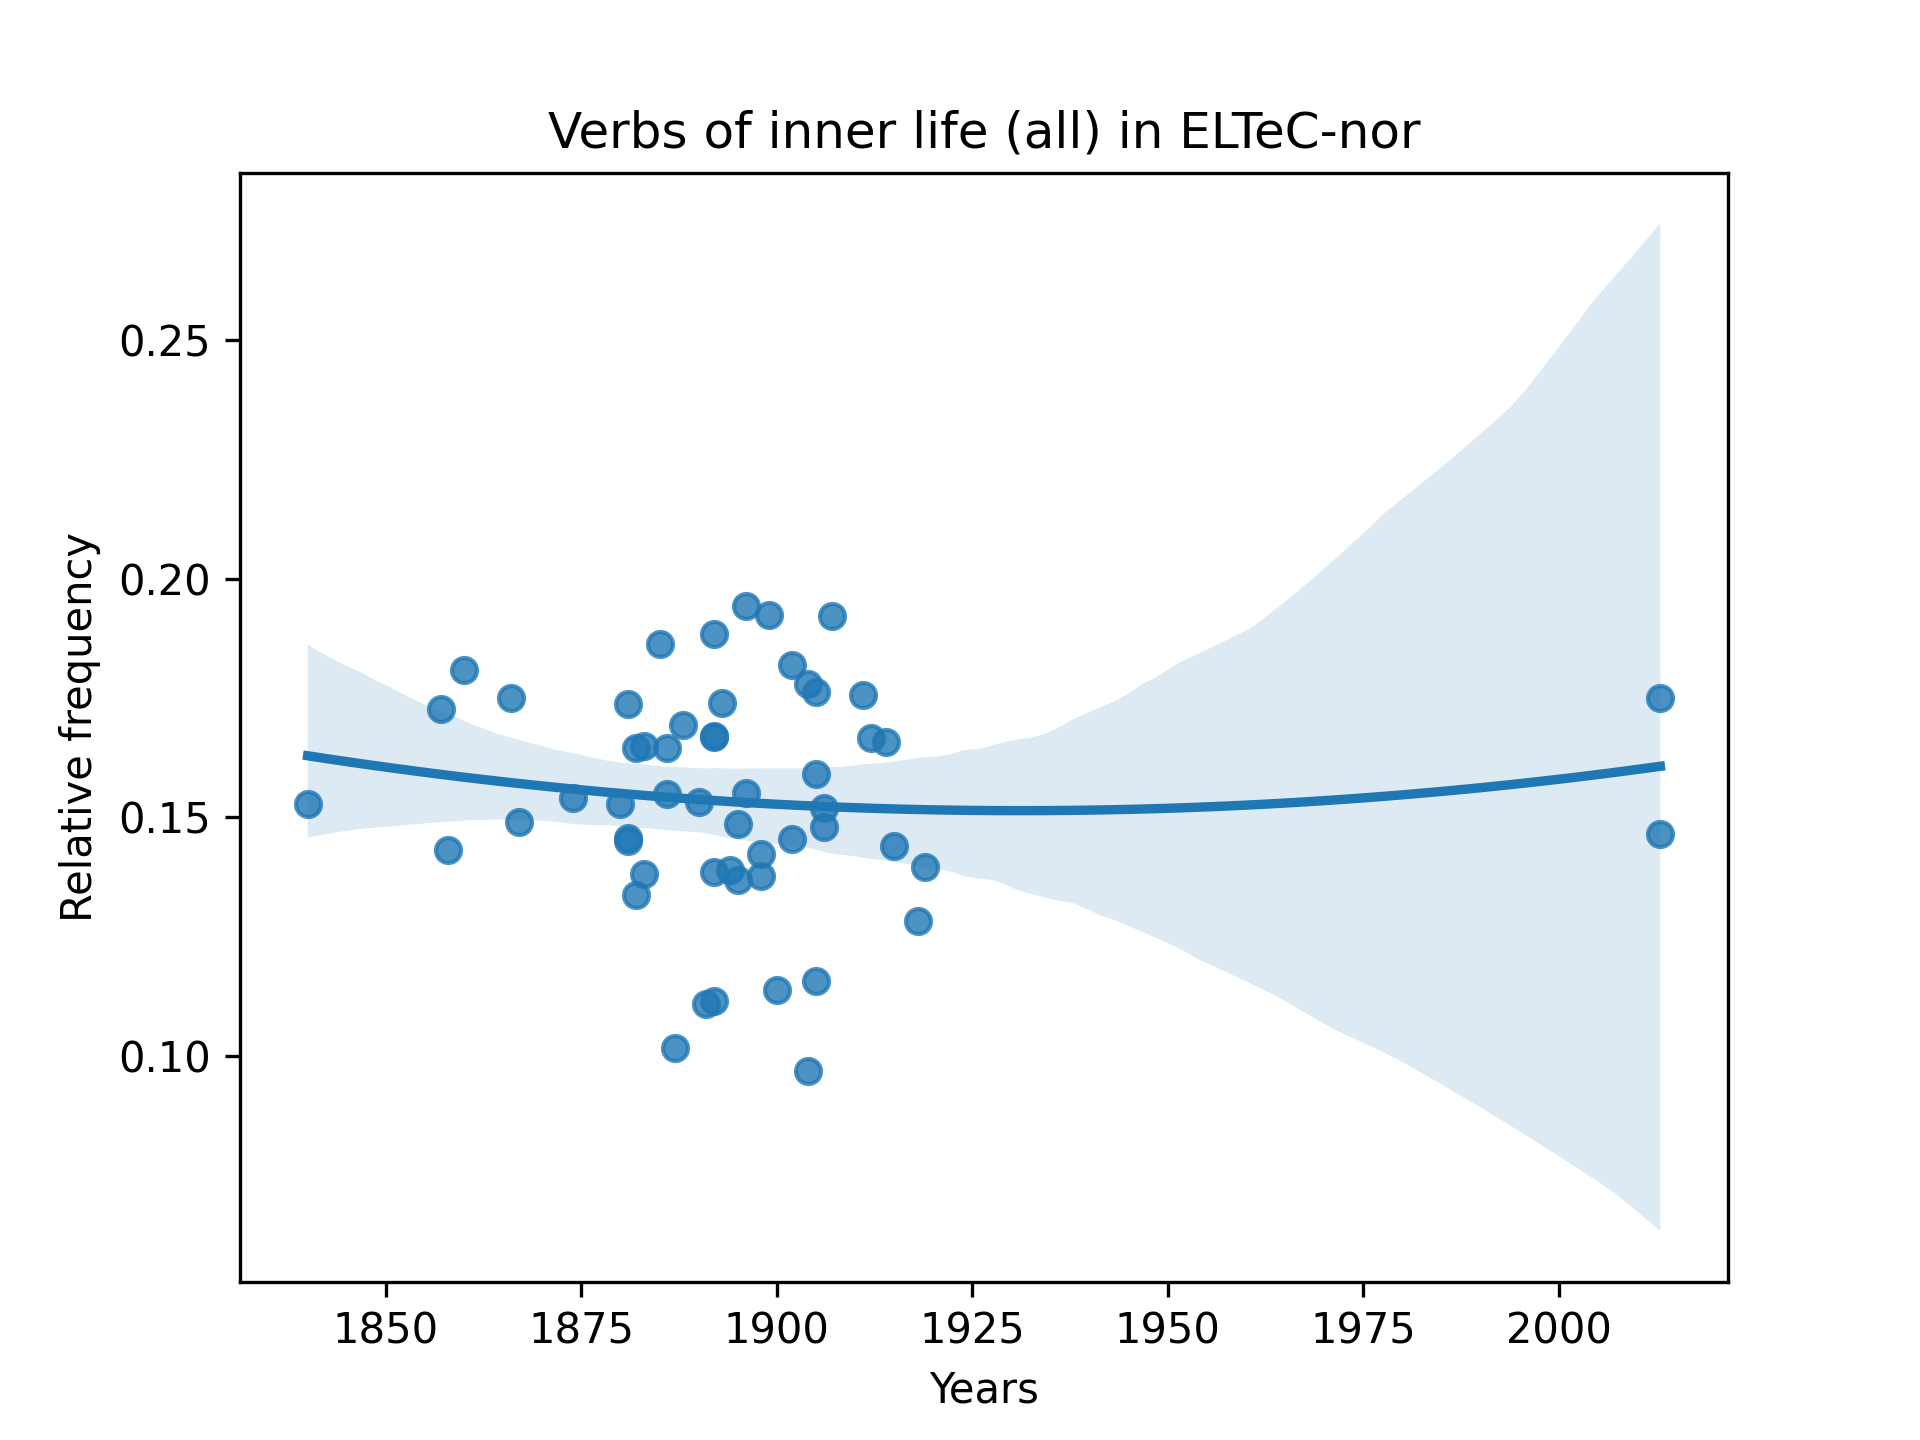 Verbs of inner life (all) in ELTeC-nor
Relative frequency
0.25
0.20
0.15
0.10
1850 1875 1900 1925 1950 1975 2000
Years